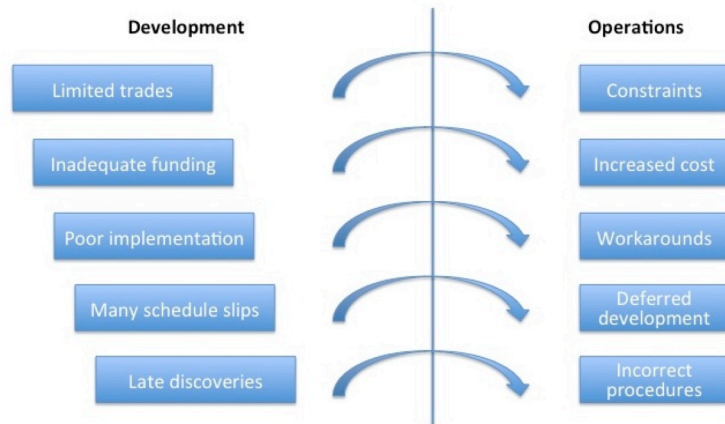 Development
Operations
Limited trades
Constraints
Inadequate funding
Increased cost
Poor implementation
Workarounds
Many schedule slips
Deferred
development
Late discoveries
Incorrect
procedures